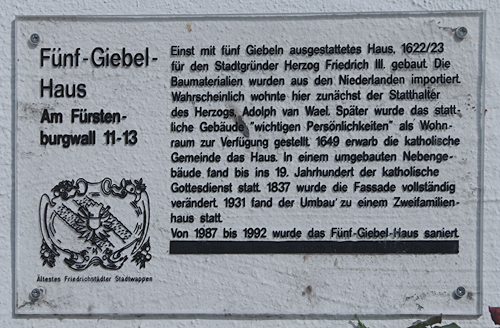 Fünf-Giebel-
Haus
Am Fürsten-
burgwall 11-13
Ältestes Friedrichstädter Stadtwappen
Einst mit fünf Giebeln ausgestattetes Haus, 1622/23
für den Stadtgründer Herzog Friedrich III. gebaut. Die
Baumaterialien wurden aus den Niederlanden importiert.
Wahrscheinlich wohnte hier zunächst der Statthalter
des Herzogs, Adolph van Wael. Später wurde das statt-
liche Gebäude "wichtigen Persönlichkeiten" als Wohn-
raum zur Verfügung gestellt. 1649 erwarb die katholische
Gemeinde das Haus. In einem umgebauten Nebenge-
bäude fand bis ins 19. Jahrhundert der katholische
Gottesdienst statt. 1837 wurde die Fassade vollständig
verändert. 1931 fand der Umbau zu einem Zweifamilien-
haus statt.
Von 1987 bis 1992 wurde das Fünf-Giebel-Haus saniert.